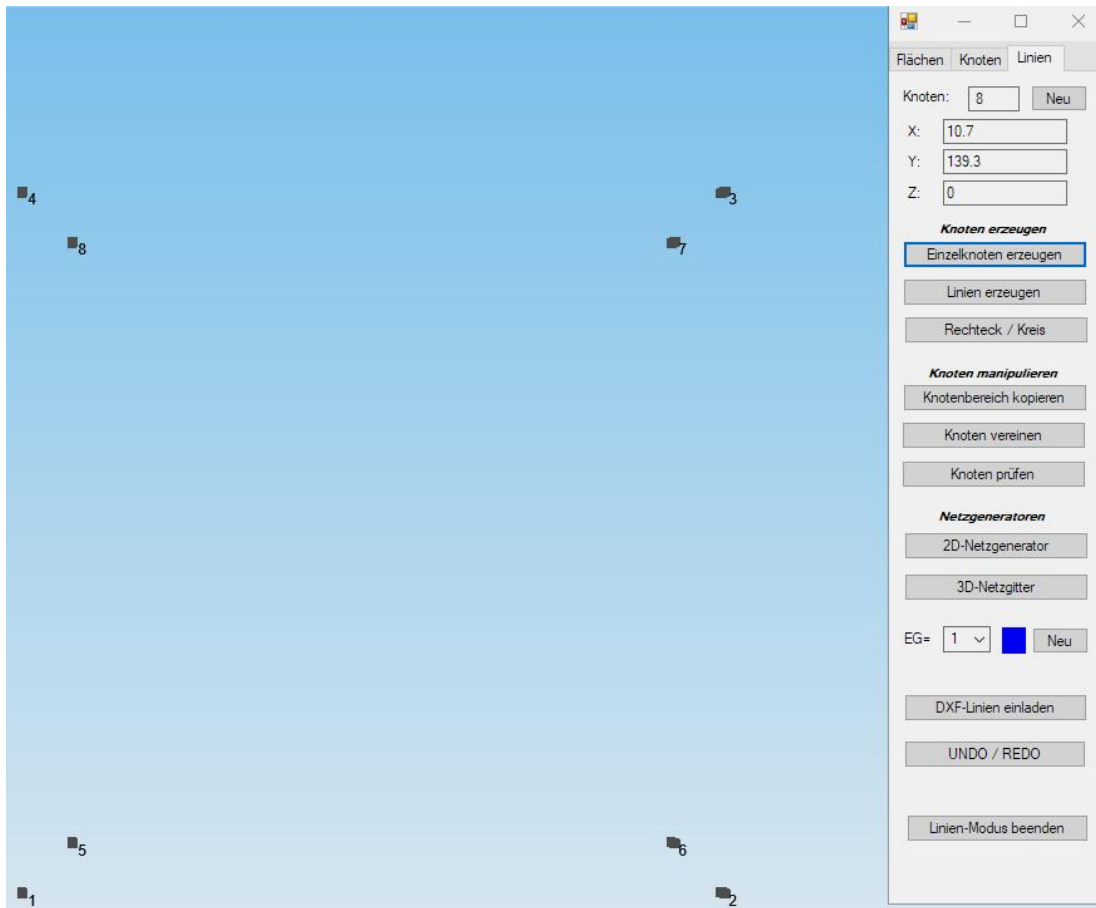 Flächen Knoten Linien
Knoten: 8 Neu
X: 10.7
Y: 139.3
Z: 0
Knoten erzeugen
Einzelknoten erzeugen
Linien erzeugen
Rechteck / Kreis
Knoten manipulieren
Knotenbereich kopieren
Knoten vereinen
Knoten prüfen
Netzgeneratoren
2D-Netzgenerator
3D-Netzgitter
EG= 1 Neu
DXF-Linien einladen
UNDO / REDO
Linien-Modus beenden
4 3
8 7
5 6
1 2